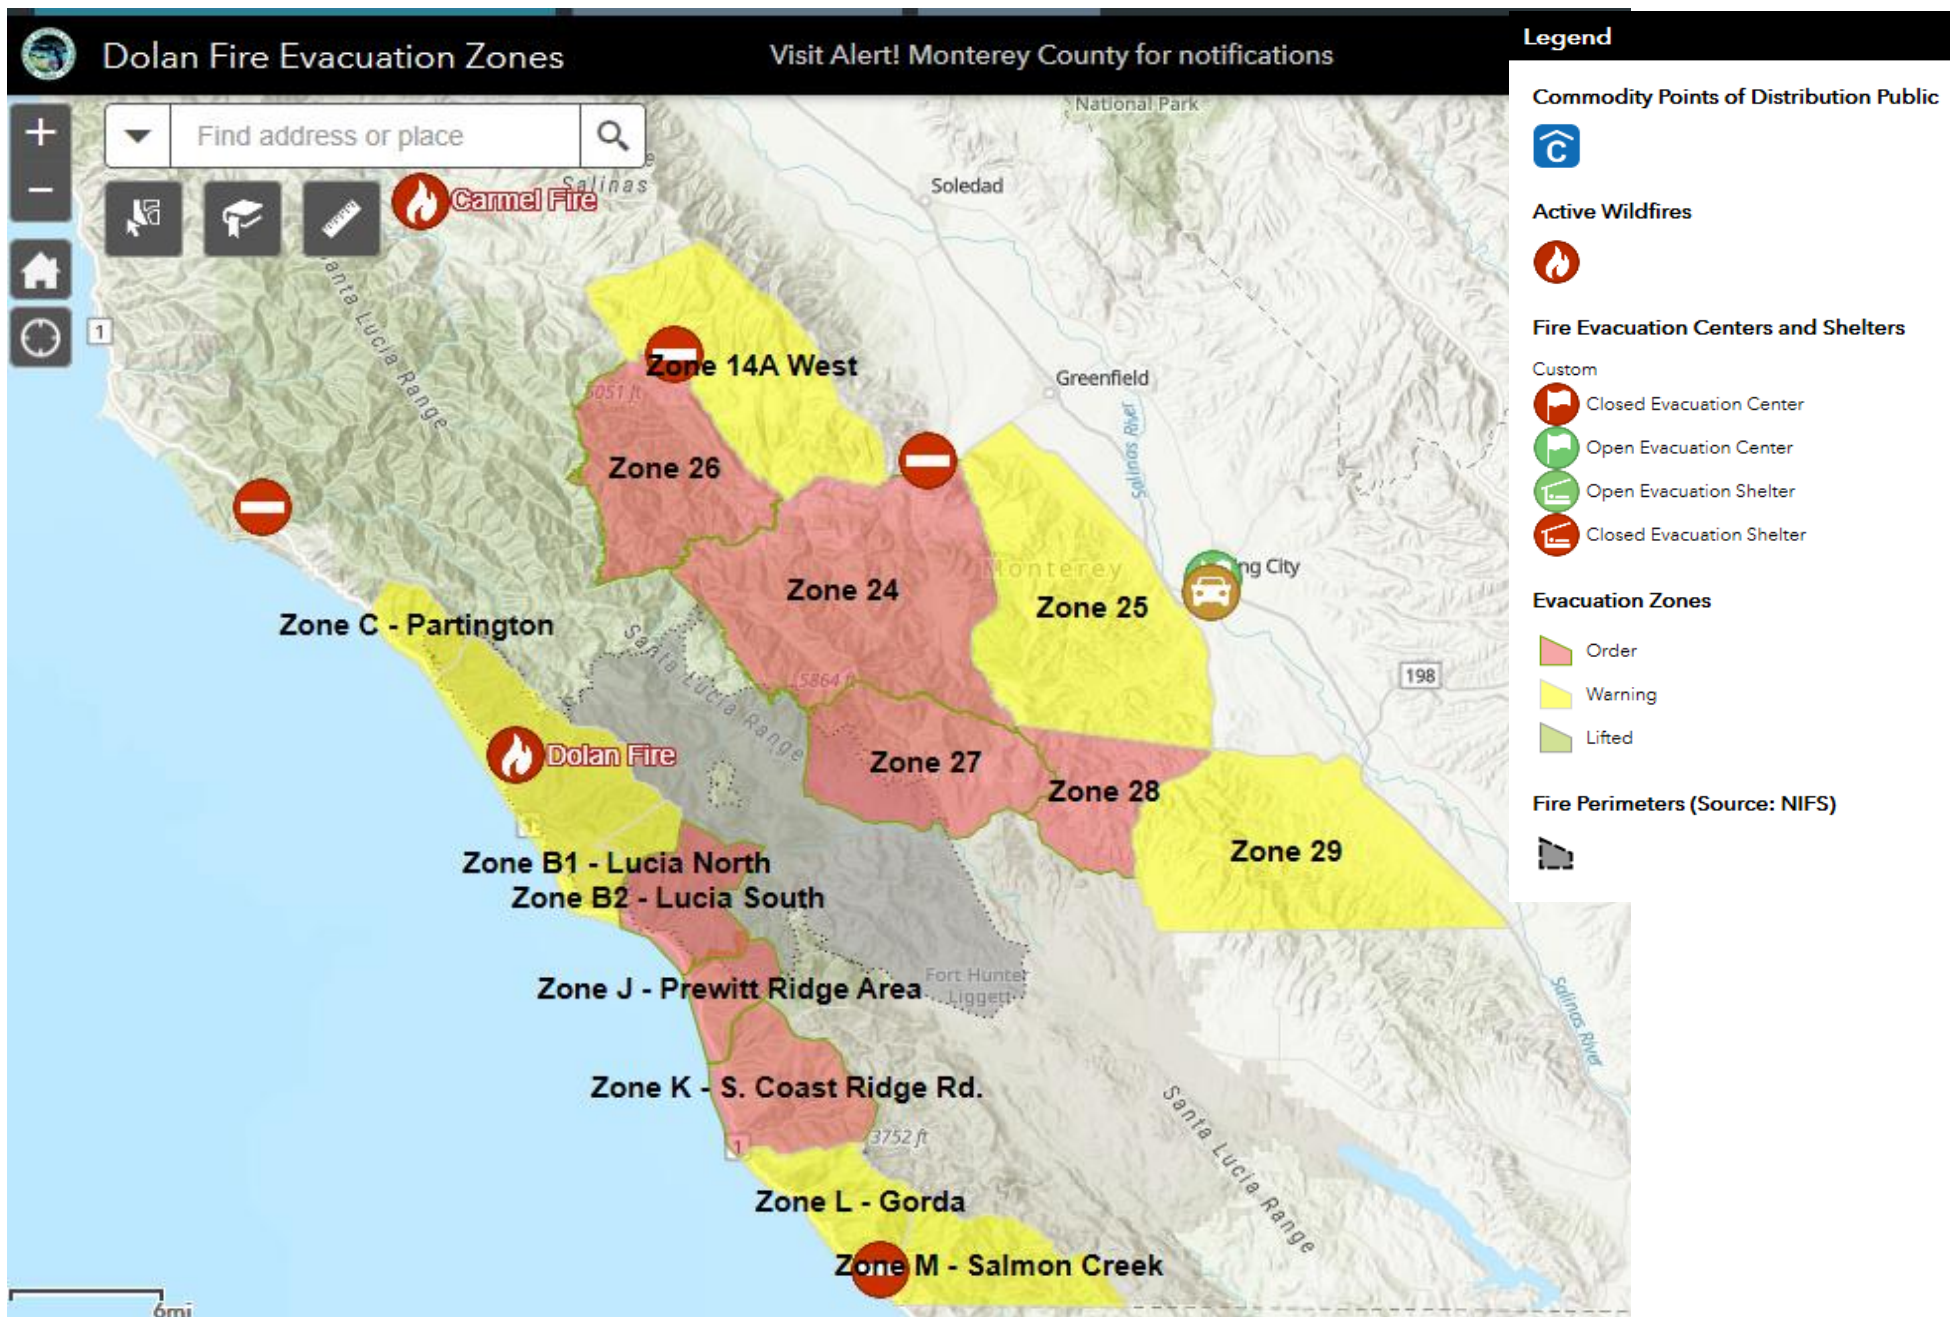 Dolan Fire Evacuation Zones
Visit Alert! Monterey County for notifications
+
Find address or place
−
National Park
Salinas
Carmel Fire
Soledad
Santa Lucia Range
1
Zone 14A West
5051 ft
Greenfield
Salinas River
Zone 26
Monterey
Zone 24
Zone 25
ng City
Zone C - Partington
Santa Lucia Range
5864 ft
198
Dolan Fire
Zone 27
Zone 28
Zone 29
Zone B1 - Lucia North
Zone B2 - Lucia South
Zone J - Prewitt Ridge Area
Fort Hunter
Liggett
Salinas River
Zone K - S. Coast Ridge Rd.
1
3752 ft
Santa Lucia Range
Zone L - Gorda
Zone M - Salmon Creek
6mi
Legend
Commodity Points of Distribution Public
C
Active Wildfires
Fire Evacuation Centers and Shelters
Custom
Closed Evacuation Center
Open Evacuation Center
Open Evacuation Shelter
Closed Evacuation Shelter
Evacuation Zones
Order
Warning
Lifted
Fire Perimeters (Source: NIFS)